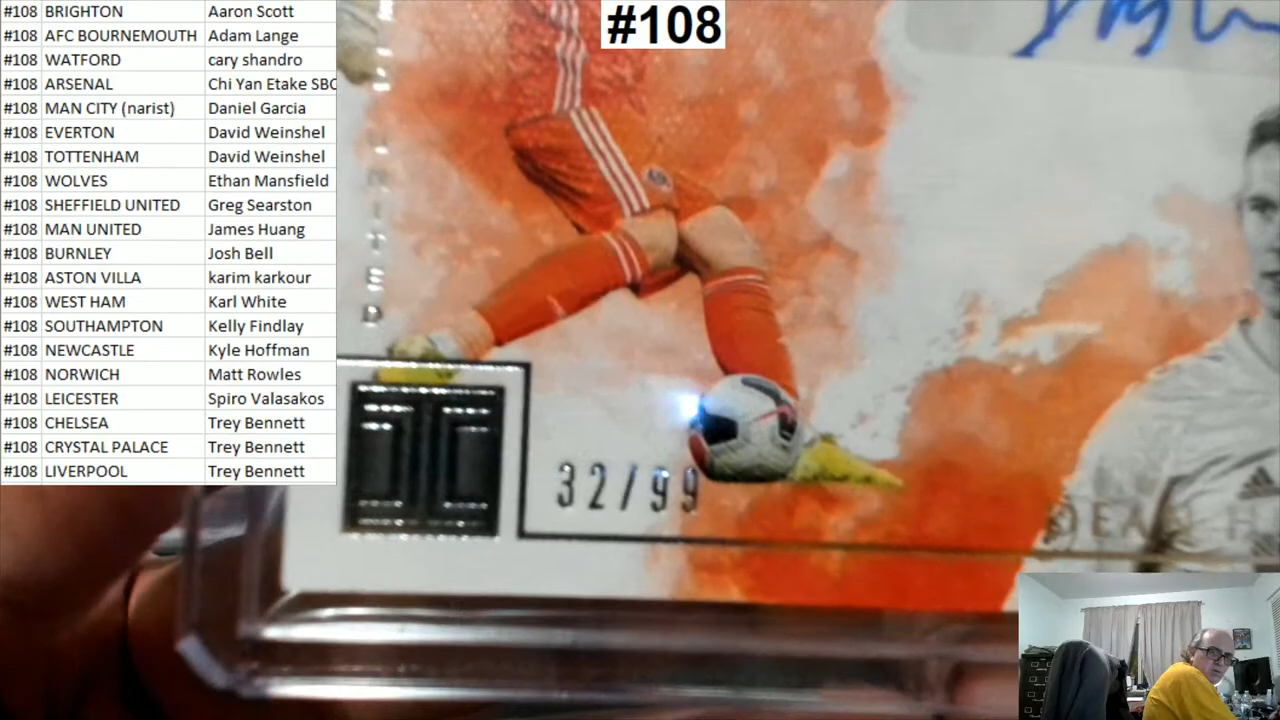 #108
#108 BRIGHTON Aaron Scott
#108 AFC BOURNEMOUTH Adam Lange
#108 WATFORD cary shandro
#108 ARSENAL Chi Yan Etake SBC
#108 MAN CITY (narist) Daniel Garcia
#108 EVERTON David Weinshel
#108 TOTTENHAM David Weinshel
#108 WOLVES Ethan Mansfield
#108 SHEFFIELD UNITED Greg Searston
#108 MAN UNITED James Huang
#108 BURNLEY Josh Bell
#108 ASTON VILLA karim karkour
#108 WEST HAM Karl White
#108 SOUTHAMPTON Kelly Findlay
#108 NEWCASTLE Kyle Hoffman
#108 NORWICH Matt Rowles
#108 LEICESTER Spiro Valasakos
#108 CHELSEA Trey Bennett
#108 CRYSTAL PALACE Trey Bennett
#108 LIVERPOOL Trey Bennett
32/99
DEAN H